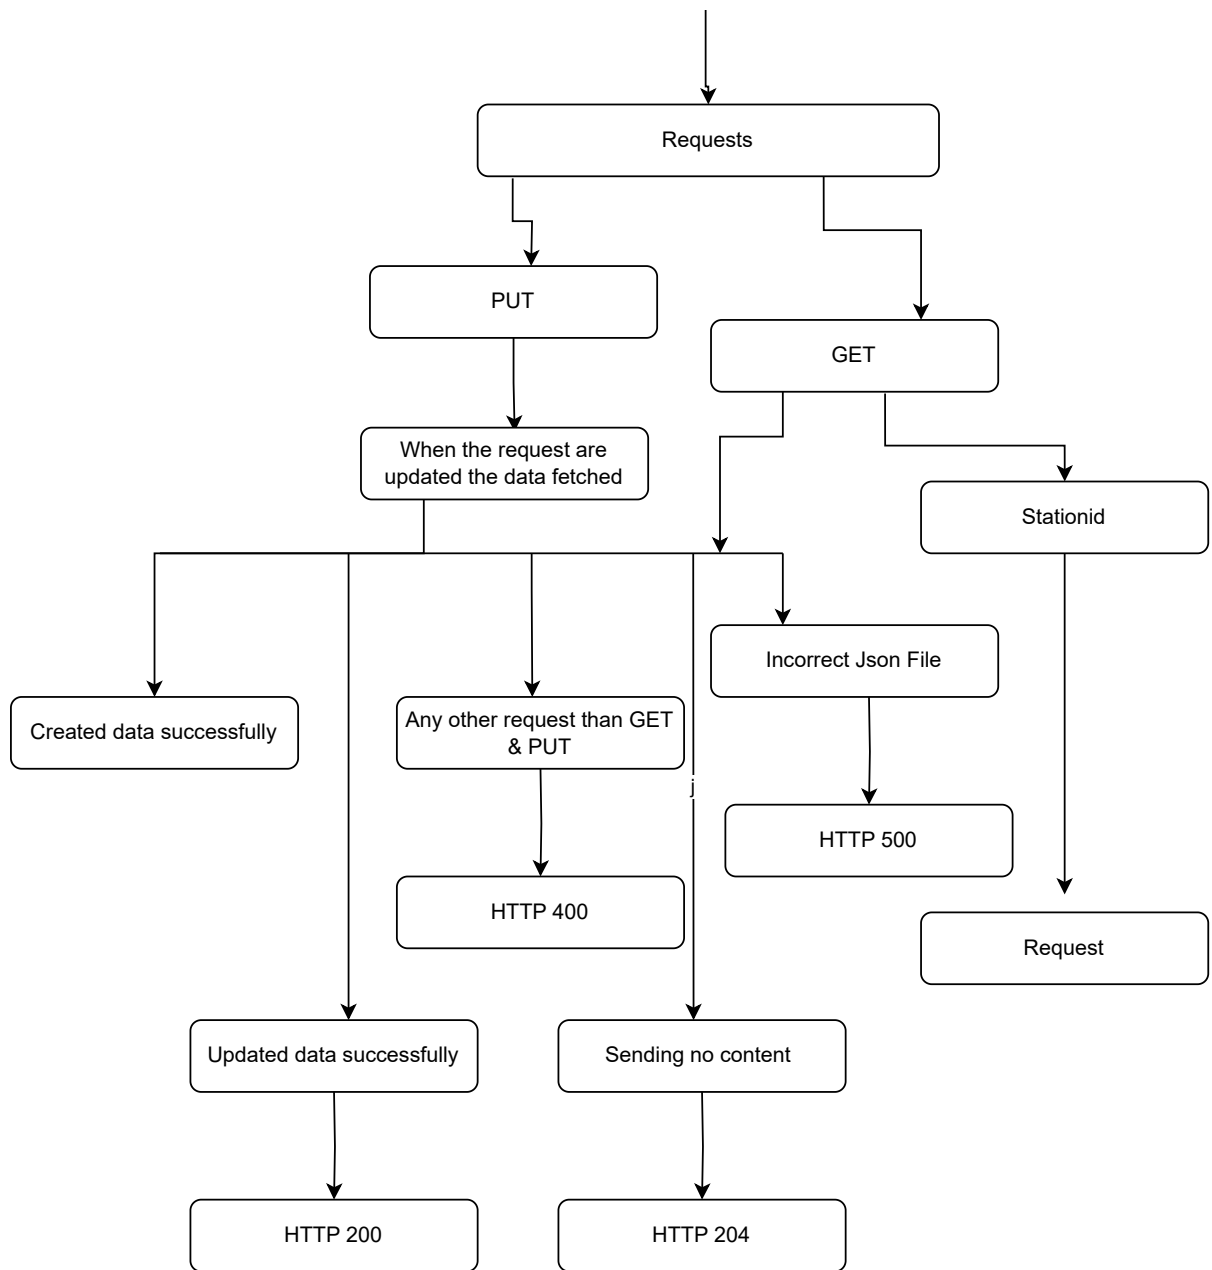 Requests
PUT
GET
When the request are
updated the data fetched
Stationid
Incorrect Json File
Created data successfully
Any other request than GET
& PUT
j
HTTP 500
HTTP 400
Request
Updated data successfully
Sending no content
HTTP 200
HTTP 204